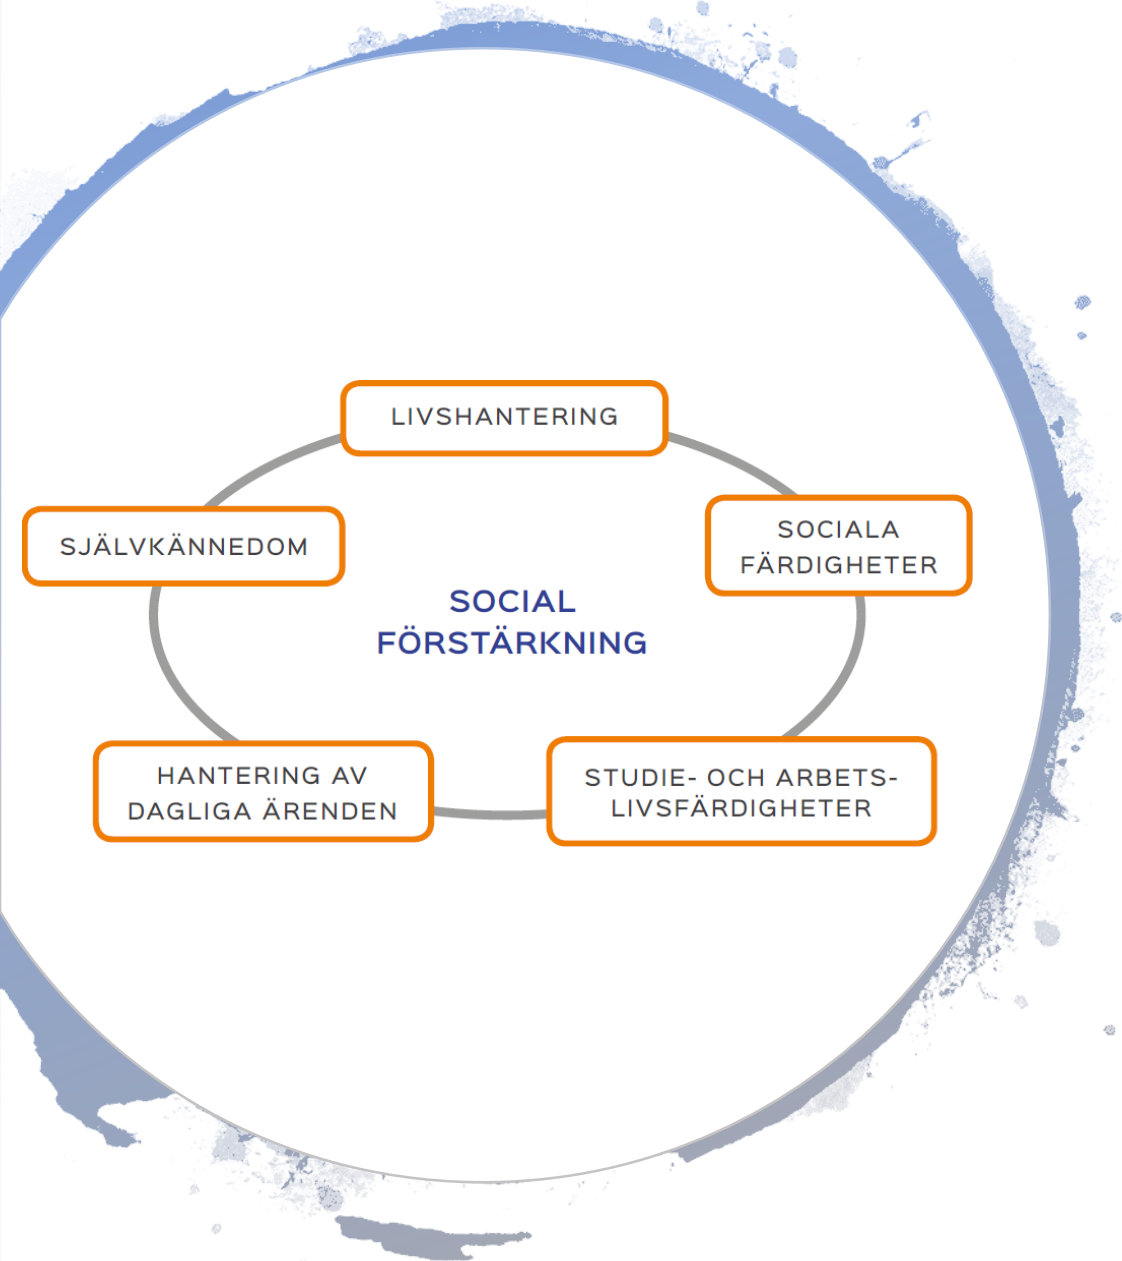 LIVSHANTERING
SOCIALA
FÄRDIGHETER
SJÄLVKÄNNEDOM
SOCIAL
FÖRSTÄRKNING
HANTERING AV
DAGLIGA ÄRENDEN
STUDIE- OCH ARBETS-
LIVSFÄRDIGHETER